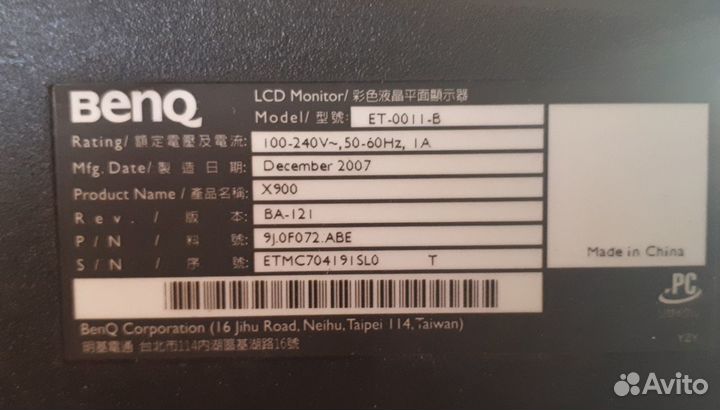 BenQ
LCD Monitor/ 彩色液晶平面顯示器
Model/ 型號: ET-0011-B
Rating/ 額定電壓及電流: 100-240V~, 50-60Hz, 1A
Mfg. Date/ 製造日期: December 2007
Product Name / 產品名稱: X900
Rev. / 版本: BA-121
P/N / 料號: 9J.0F072.ABE
S/N / 序號: ETMC704191SL0 T
Made in China
PC
BenQ Corporation (16 Jihu Road, Neihu, Taipei 114, Taiwan)
明基電通 台北市114內湖區基湖路16號
Avito